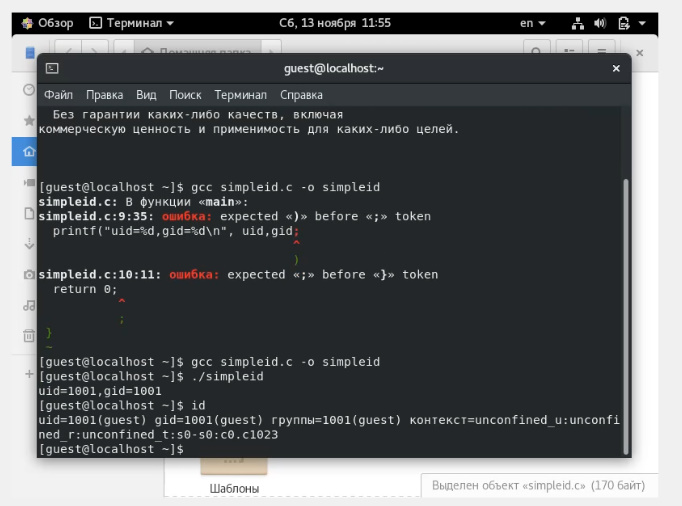 Обзор Терминал Сб, 13 ноября 11:55 en
Домашняя папка
guest@localhost:~
Файл Правка Вид Поиск Терминал Справка
Без гарантии каких-либо качеств, включая
коммерческую ценность и применимость для каких-либо целей.
[guest@localhost ~]$ gcc simpleid.c -o simpleid
simpleid.c: В функции «main»:
simpleid.c:9:35: ошибка: expected «)» before «;» token
printf("uid=%d,gid=%d\n", uid,gid;
^
)
simpleid.c:10:11: ошибка: expected «;» before «}» token
return 0;
^
;
}
~
[guest@localhost ~]$ gcc simpleid.c -o simpleid
[guest@localhost ~]$ ./simpleid
uid=1001,gid=1001
[guest@localhost ~]$ id
uid=1001(guest) gid=1001(guest) группы=1001(guest) контекст=unconfined_u:unconfi
ned_r:unconfined_t:s0-s0:c0.c1023
[guest@localhost ~]$
Шаблоны
Выделен объект «simpleid.c» (170 байт)